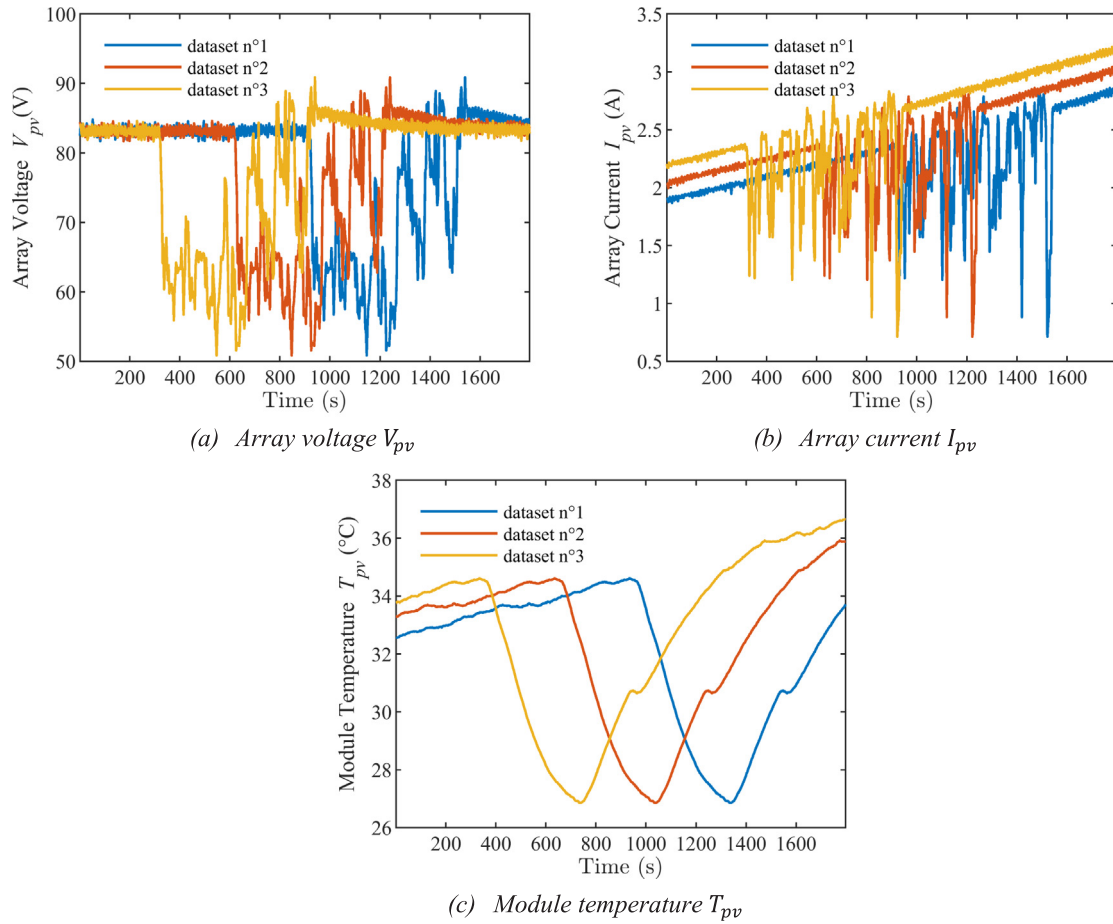 100
90
80
70
60
50
Array Voltage V_pv (V)
dataset n°1
dataset n°2
dataset n°3
200 400 600 800 1000 1200 1400 1600
Time (s)
(a) Array voltage V_pv
3.5
3
2.5
2
1.5
1
0.5
Array Current I_pv (A)
dataset n°1
dataset n°2
dataset n°3
200 400 600 800 1000 1200 1400 1600
Time (s)
(b) Array current I_pv
38
36
34
32
30
28
26
Module Temperature T_pv (°C)
dataset n°1
dataset n°2
dataset n°3
200 400 600 800 1000 1200 1400 1600
Time (s)
(c) Module temperature T_pv